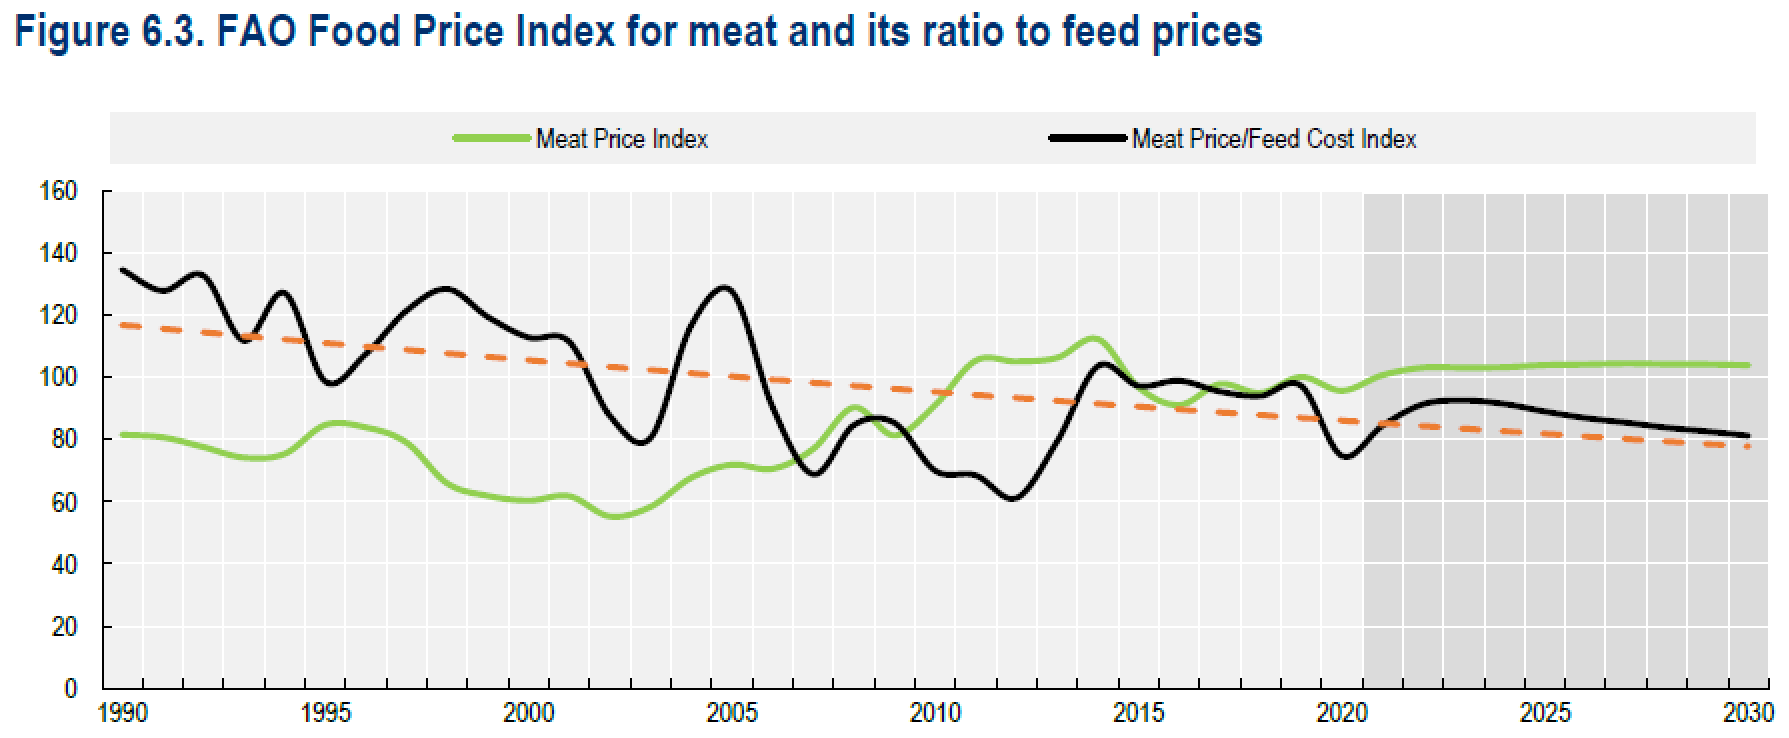 Figure 6.3. FAO Food Price Index for meat and its ratio to feed prices
Meat Price Index
Meat Price/Feed Cost Index
160
140
120
100
80
60
40
20
0
1990 1995 2000 2005 2010 2015 2020 2025 2030